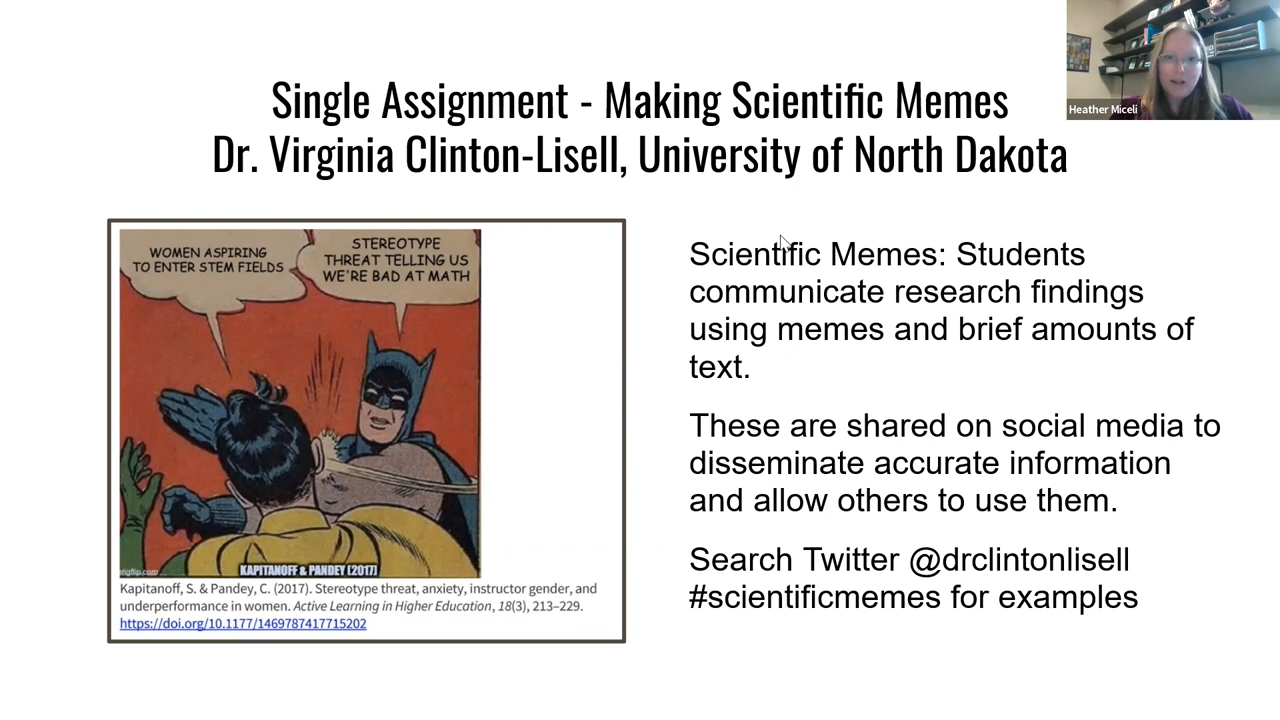 Heather Miceli
Single Assignment - Making Scientific Memes
Dr. Virginia Clinton-Lisell, University of North Dakota
WOMEN ASPIRING
TO ENTER STEM FIELDS
STEREOTYPE
THREAT TELLING US
WE'RE BAD AT MATH
imgflip.com
KAPITANOFF & PANDEY (2017)
Kapitanoff, S. & Pandey, C. (2017). Stereotype threat, anxiety, instructor gender, and
underperformance in women. Active Learning in Higher Education, 18(3), 213–229.
https://doi.org/10.1177/1469787417715202
Scientific Memes: Students
communicate research findings
using memes and brief amounts of
text.
These are shared on social media to
disseminate accurate information
and allow others to use them.
Search Twitter @drclintonlisell
#scientificmemes for examples